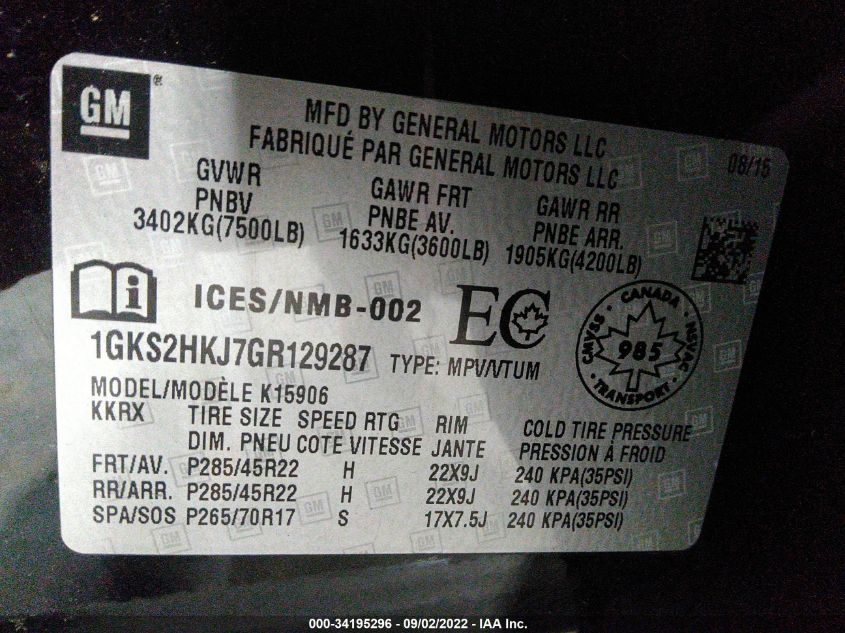 GM®
MFD BY GENERAL MOTORS LLC
FABRIQUÉ PAR GENERAL MOTORS LLC
08/15
GVWR
PNBV
3402KG(7500LB)
GAWR FRT
PNBE AV.
1633KG(3600LB)
GAWR RR
PNBE ARR.
1905KG(4200LB)
i
ICES/NMB-002
EC
CANADA
CMVSS
NSVAC
985
TRANSPORT
1GKS2HKJ7GR129287 TYPE: MPV/VTUM
MODEL/MODÈLE K15906
KKRX TIRE SIZE SPEED RTG RIM COLD TIRE PRESSURE
DIM. PNEU COTE VITESSE JANTE PRESSION À FROID
FRT/AV. P285/45R22 H 22X9J 240 KPA(35PSI)
RR/ARR. P285/45R22 H 22X9J 240 KPA(35PSI)
SPA/SOS P265/70R17 S 17X7.5J 240 KPA(35PSI)
000-34195296 - 09/02/2022 - IAA Inc.